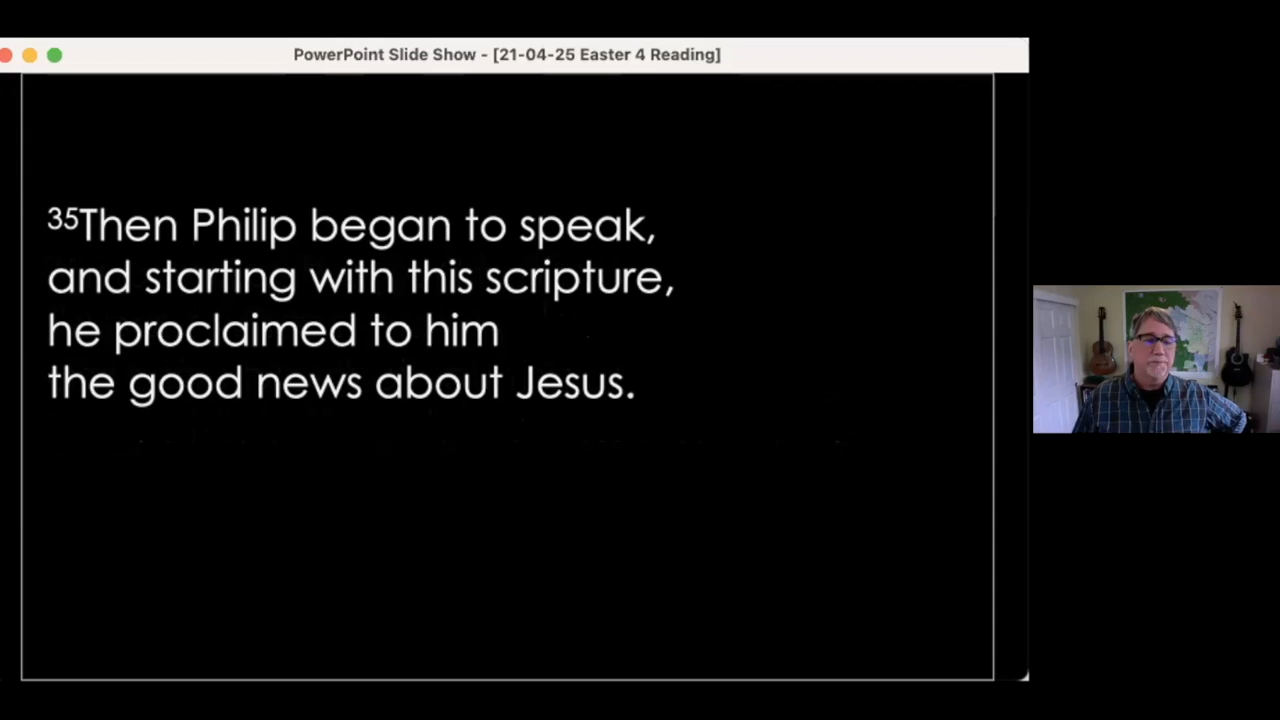 PowerPoint Slide Show - [21-04-25 Easter 4 Reading]
35Then Philip began to speak,
and starting with this scripture,
he proclaimed to him
the good news about Jesus.